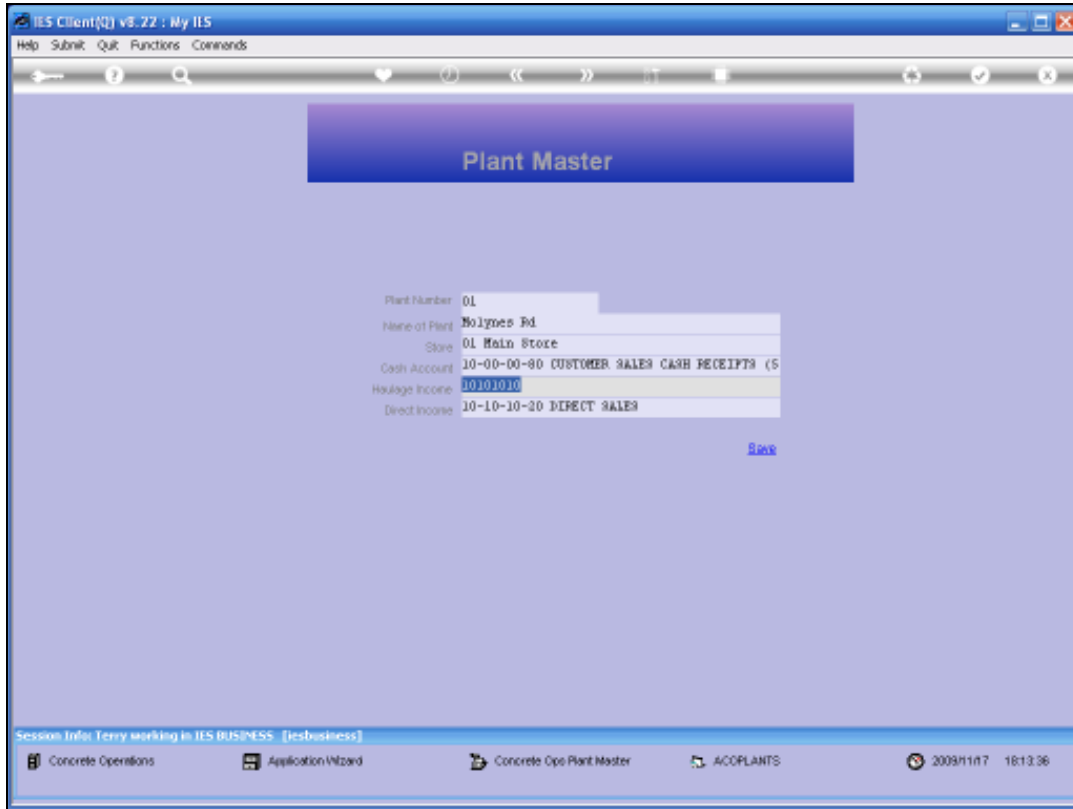 IES Client(Q) v8.22 : My IES
Help Submit Quit Functions Commands
Plant Master
Plant Number 01
Name of Plant Molynes Rd
Store 01 Main Store
Cash Account 10-00-00-80 CUSTOMER SALES CASH RECEIPTS (S
Haulage Income 10101010
Direct Income 10-10-10-20 DIRECT SALES
Save
Session Info: Terry working in IES BUSINESS [iesbusiness]
Concrete Operations Application Wizard Concrete Ops Plant Master ACOPLANTS 2009/11/17 18:13:36